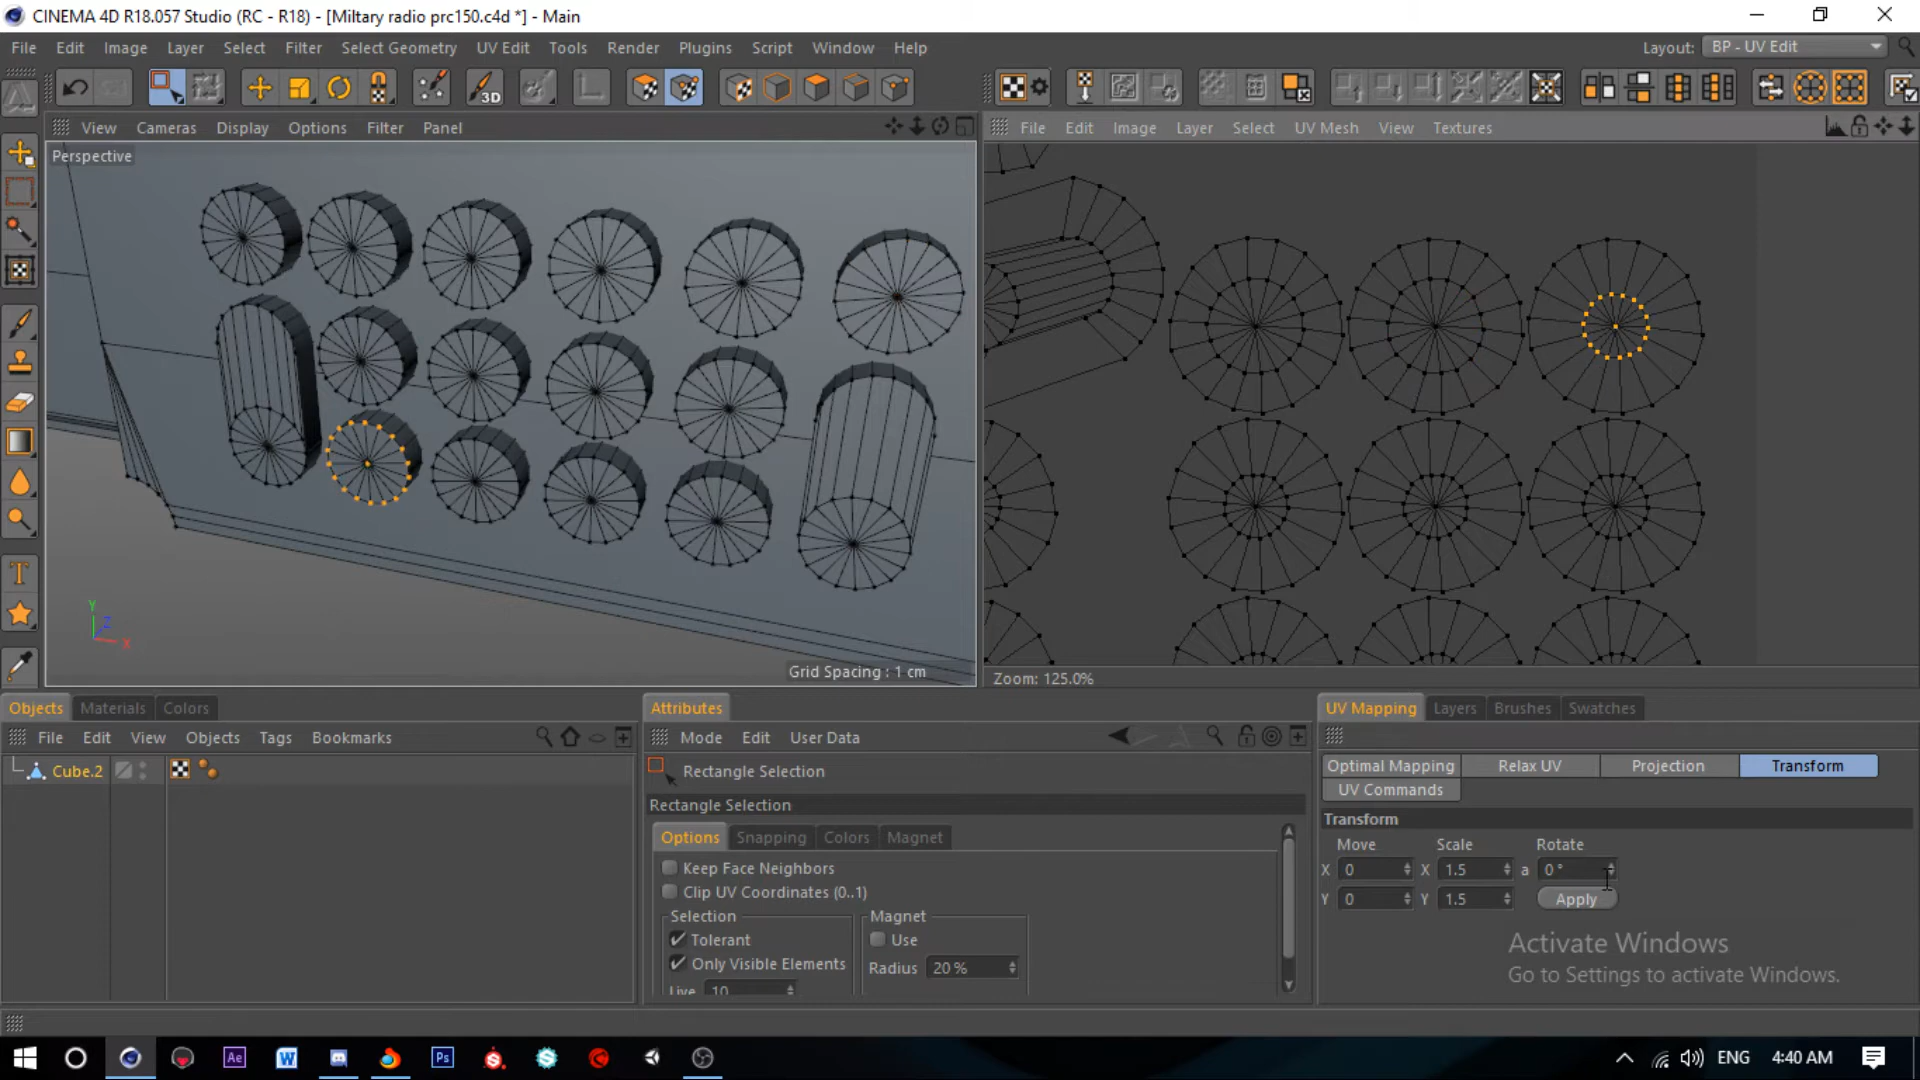 CINEMA 4D R18.057 Studio (RC - R18) - [Miltary radio prc150.c4d *] - Main
File Edit Image Layer Select Filter Select Geometry UV Edit Tools Render Plugins Script Window Help Layout: BP - UV Edit
3D
View Cameras Display Options Filter Panel
File Edit Image Layer Select UV Mesh View Textures
Perspective
Y
Z
X
Grid Spacing : 1 cm
Zoom: 125.0%
Objects Materials Colors
File Edit View Objects Tags Bookmarks
Cube.2
Attributes
Mode Edit User Data
Rectangle Selection
Rectangle Selection
Options Snapping Colors Magnet
Keep Face Neighbors
Clip UV Coordinates (0..1)
Selection Magnet
Tolerant Use
Only Visible Elements Radius 20 %
Live 10
UV Mapping Layers Brushes Swatches
Optimal Mapping Relax UV Projection Transform
UV Commands
Transform
Move Scale Rotate
X 0 X 1.5 a 0 °
Y 0 Y 1.5 Apply
Activate Windows
Go to Settings to activate Windows.
Ae W Ps ENG 4:40 AM